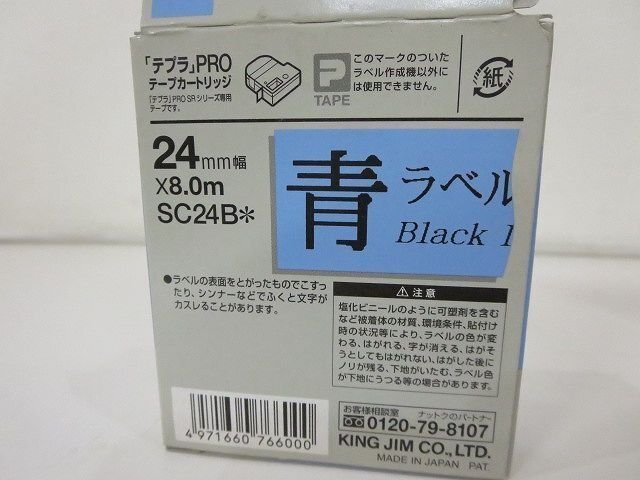 「テプラ」PRO
テープカートリッジ
「テプラ」PRO SRシリーズ専用
テープです。
P
TAPE
このマークのついた
ラベル作成機以外に
は使用できません。
紙
24mm幅
X8.0m
SC24B*
青 ラベル
Black
●ラベルの表面をとがったものでこすっ
たり、シンナーなどでふくと文字が
カスレることがあります。
⚠注意
塩化ビニールのように可塑剤を含む
など被着体の材質、環境条件、貼付け
時の状況等により、ラベルの色が変
わる、はがれる、字が消える、はがそ
うとしてもはがれない、はがした後に
ノリが残る、下地がいたむ、ラベル色
が下地にうつる等の場合があります。
4 971660 766000
お客様相談室 ナットクのパートナー
0120-79-8107
KING JIM CO., LTD.
MADE IN JAPAN PAT.